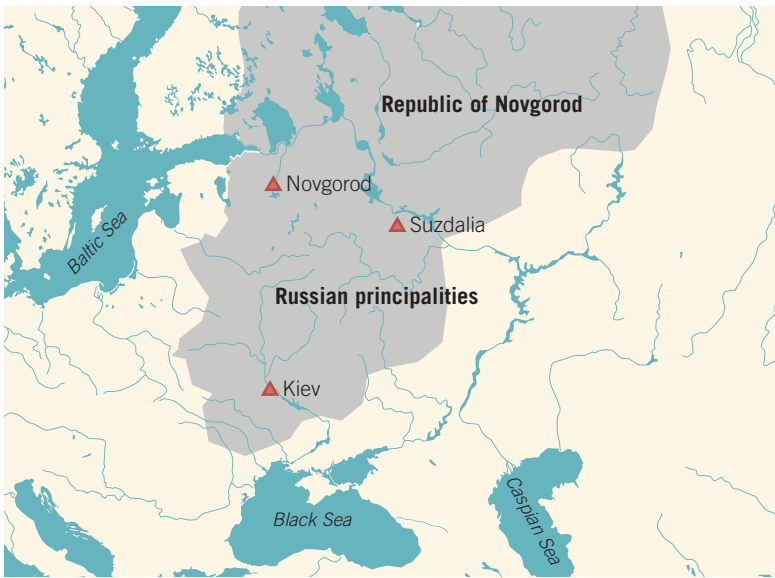 Republic of Novgorod
Novgorod
Suzdalia
Baltic Sea
Russian principalities
Kiev
Black Sea
Caspian Sea